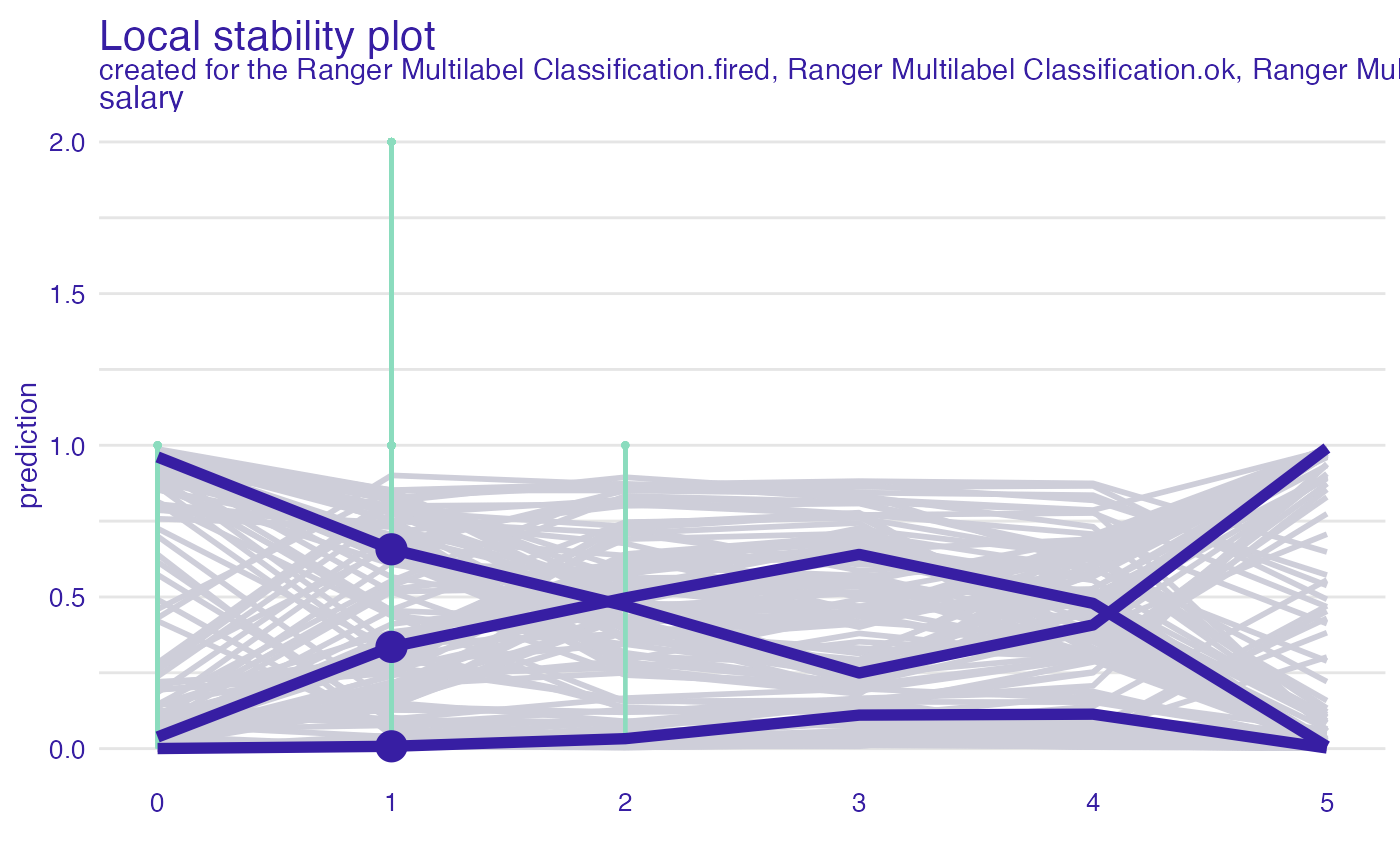 Local stability plot
created for the Ranger Multilabel Classification.fired, Ranger Multilabel Classification.ok, Ranger Mul
salary
2.0
1.5
1.0
0.5
0.0
prediction
0 1 2 3 4 5